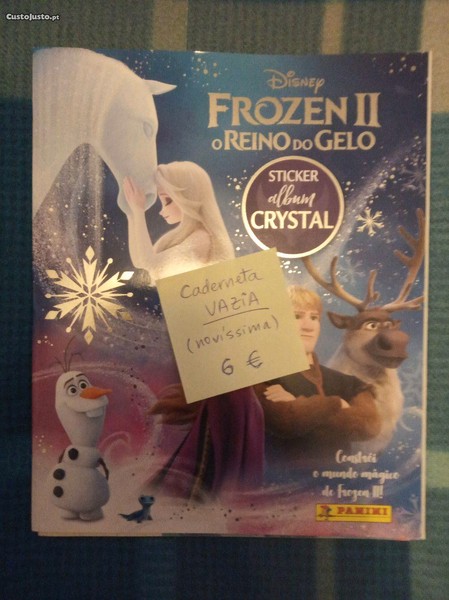 CustoJusto.pt
DISNEY
FROZEN II
O REINO DO GELO
STICKER
album
CRYSTAL
Caderneta
VAZIA
(novíssima)
6 €
Constrói
o mundo mágico
de Frozen II!
PANINI